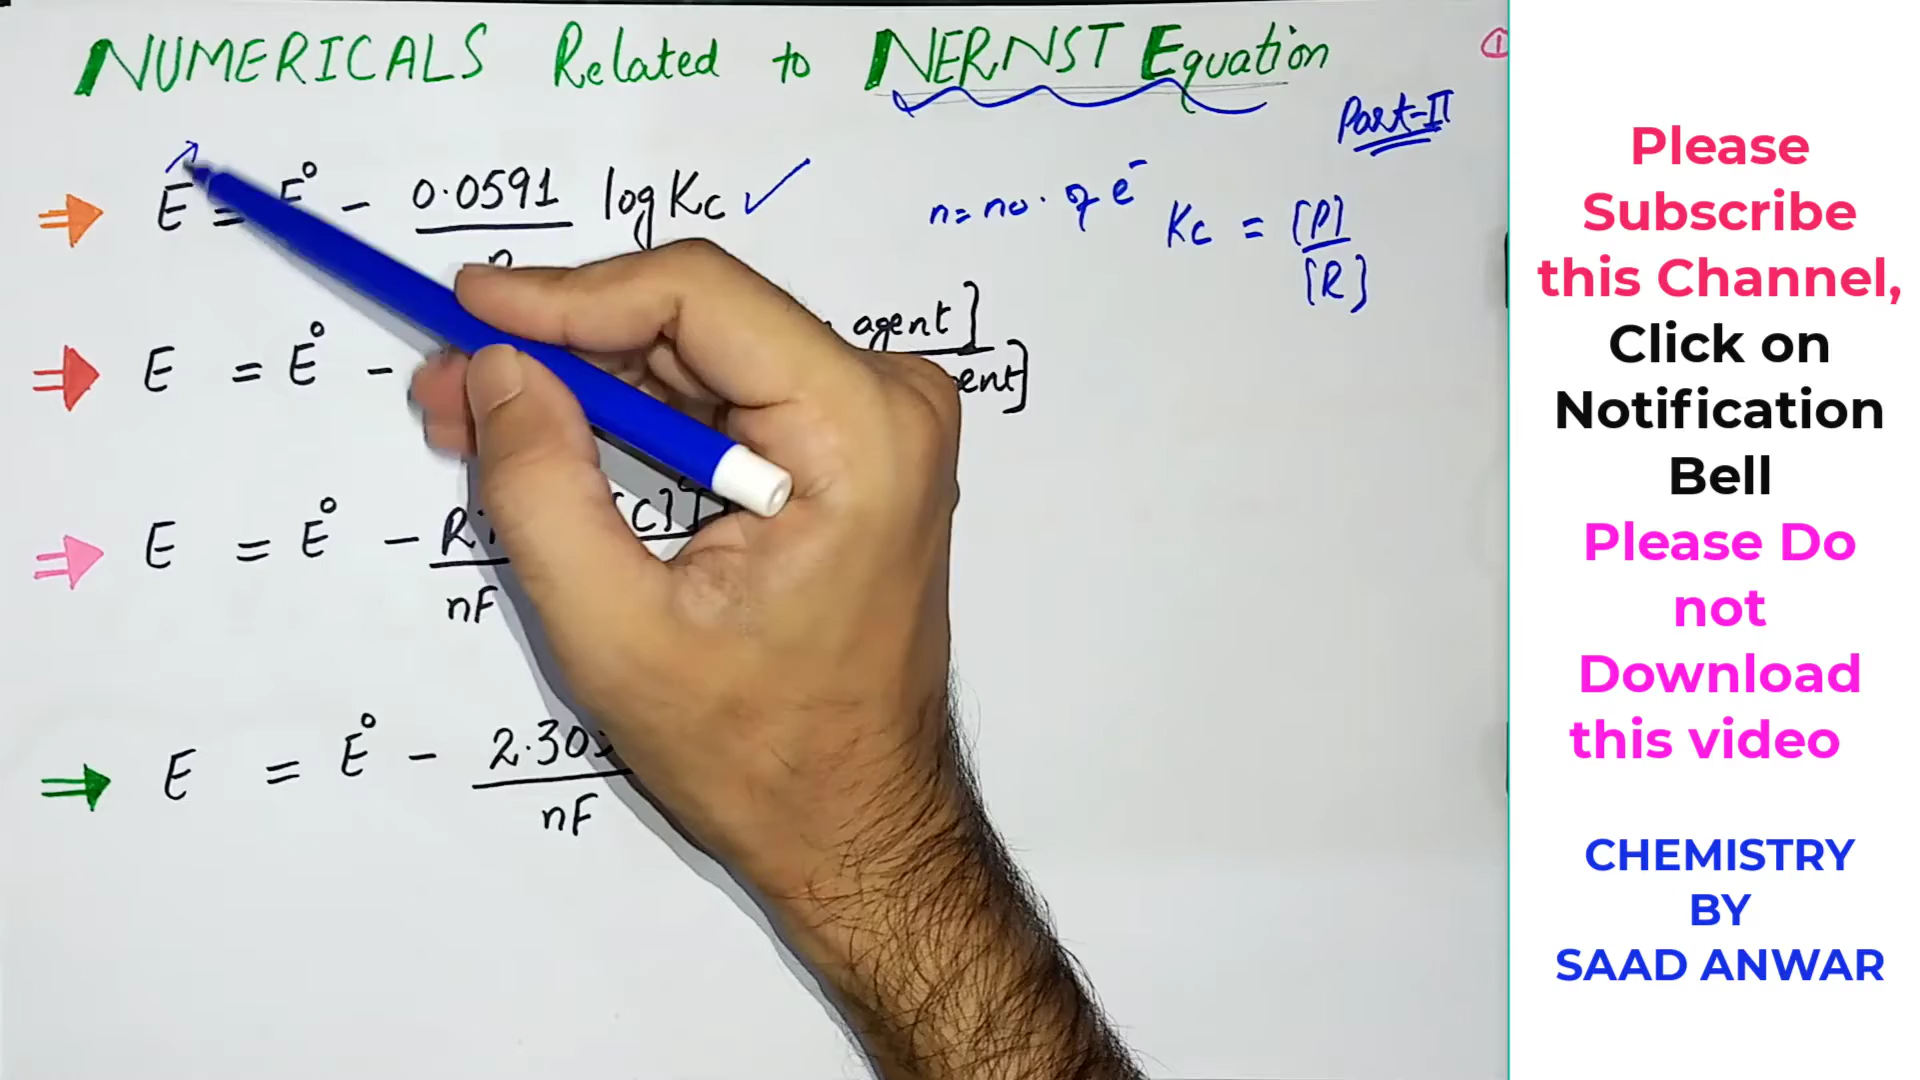 NUMERICALS Related to NERNST Equation
①
Part-II
E = E° - 0.0591 log Kc ✓
n
n = no. of e⁻
Kc = [P]
[R]
E = E° -
agent]
ent]
E = E° - R
nF
[C]
E = E° - 2.30
nF
Please
Subscribe
this Channel,
Click on
Notification
Bell
Please Do
not
Download
this video
CHEMISTRY
BY
SAAD ANWAR